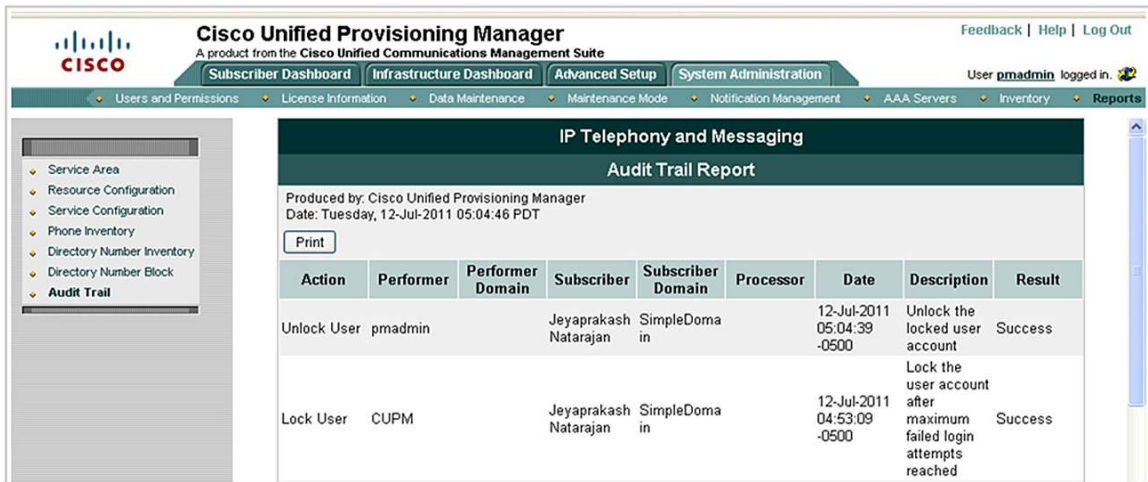 CISCO
Cisco Unified Provisioning Manager
A product from the Cisco Unified Communications Management Suite
Feedback | Help | Log Out
Subscriber Dashboard
Infrastructure Dashboard
Advanced Setup
System Administration
User pmadmin logged in.
Users and Permissions
License Information
Data Maintenance
Maintenance Mode
Notification Management
AAA Servers
Inventory
Reports
Service Area
Resource Configuration
Service Configuration
Phone Inventory
Directory Number Inventory
Directory Number Block
Audit Trail
IP Telephony and Messaging
Audit Trail Report
Produced by: Cisco Unified Provisioning Manager
Date: Tuesday, 12-Jul-2011 05:04:46 PDT
Print
Action
Performer
Performer
Domain
Subscriber
Subscriber
Domain
Processor
Date
Description
Result
Unlock User
pmadmin
Jeyaprakash
Natarajan
SimpleDoma
in
12-Jul-2011
05:04:39
-0500
Unlock the
locked user
account
Success
Lock User
CUPM
Jeyaprakash
Natarajan
SimpleDoma
in
12-Jul-2011
04:53:09
-0500
Lock the
user account
after
maximum
failed login
attempts
reached
Success